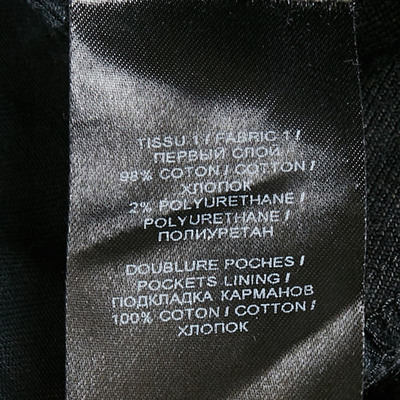 TISSU 1 / FABRIC 1 /
ПЕРВЫЙ СЛОЙ
98% COTON / COTTON /
ХЛОПОК
2% POLYURETHANE /
POLYURETHANE /
ПОЛИУРЕТАН
DOUBLURE POCHES /
POCKETS LINING /
ПОДКЛАДКА КАРМАНОВ
100% COTON / COTTON /
ХЛОПОК